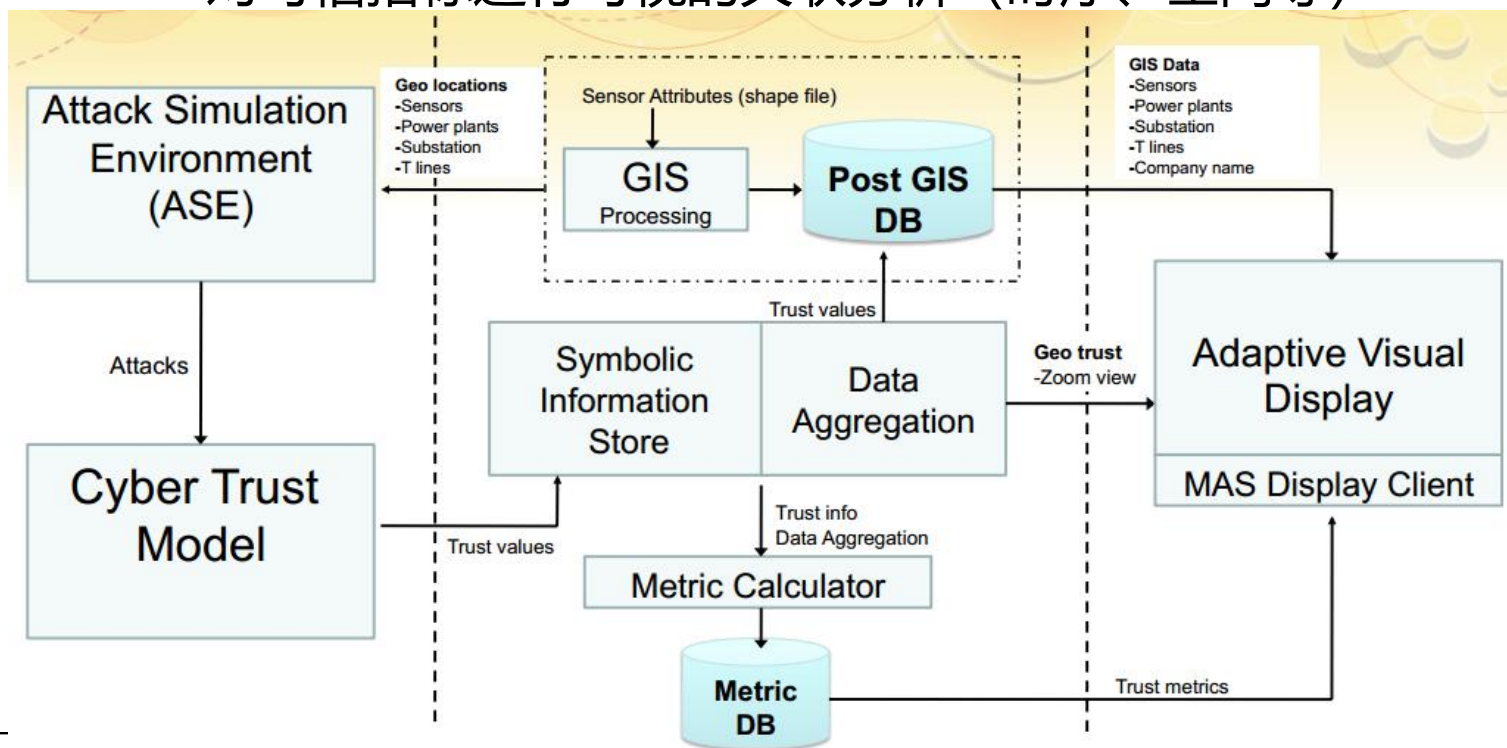 Attack Simulation
Environment
(ASE)
Geo locations
-Sensors
-Power plants
-Substation
-T lines
Sensor Attributes (shape file)
GIS
Processing
Post GIS
DB
GIS Data
-Sensors
-Power plants
-Substation
-T lines
-Company name
Attacks
Trust values
Symbolic
Information
Store
Data
Aggregation
Geo trust
-Zoom view
Adaptive Visual
Display
MAS Display Client
Cyber Trust
Model
Trust values
Trust info
Data Aggregation
Metric Calculator
Metric
DB
Trust metrics